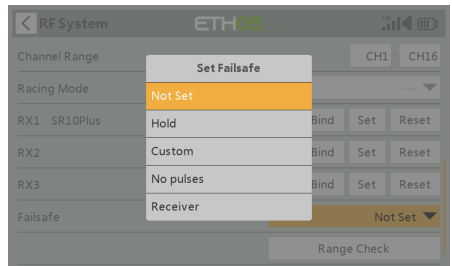 RF System ETHOS
Channel Range CH1 - CH16
Set Failsafe
Racing Mode ---
Not Set
RX1 SR10Plus Bind Set Reset
Hold
RX2 Bind Set Reset
Custom
RX3 Bind Set Reset
No pulses
Receiver
Failsafe Not Set
Range Check